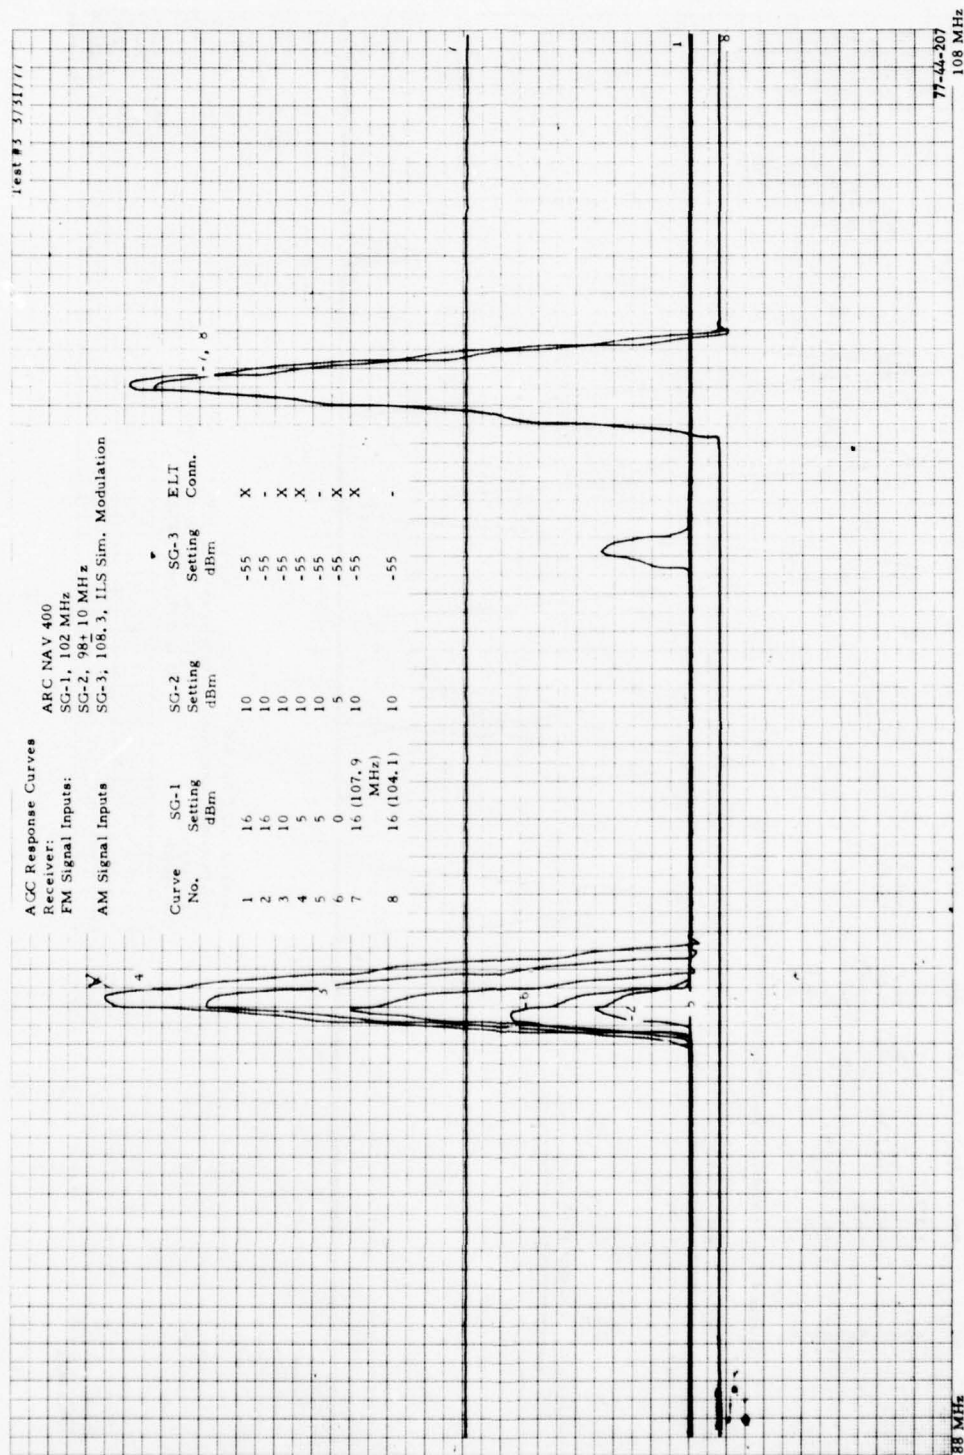 Test #3 3/31/77
AGC Response Curves
Receiver: ARC NAV 400
FM Signal Inputs: SG-1, 102 MHz
SG-2, 98± 10 MHz
AM Signal Inputs SG-3, 108.3, ILS Sim. Modulation
Curve No. SG-1 Setting dBm SG-2 Setting dBm SG-3 Setting dBm ELT Conn.
1 16 10 -55 X
2 16 10 -55 -
3 10 10 -55 X
4 5 10 -55 X
5 5 10 -55 -
6 0 5 -55 X
7 16 (107.9 MHz) 10 -55 X
8 16 (104.1) 10 -55 -
4
3
6
2
7, 8
1
8
88 MHz
77-44-207
108 MHz